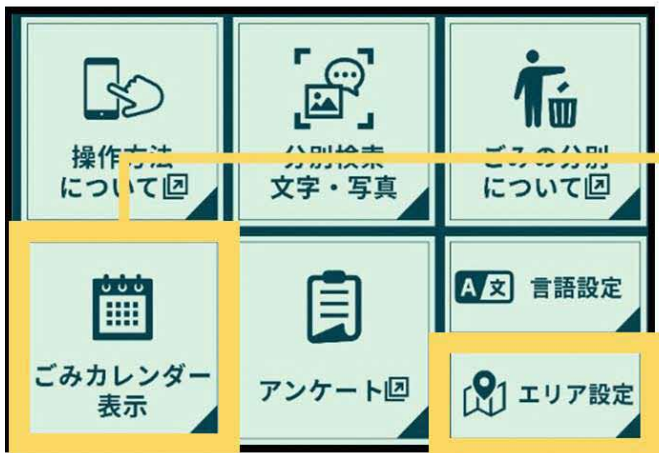 操作方法
について
分別検索
文字・写真
ごみの分別
について
ごみカレンダー
表示
アンケート
A/文 言語設定
エリア設定